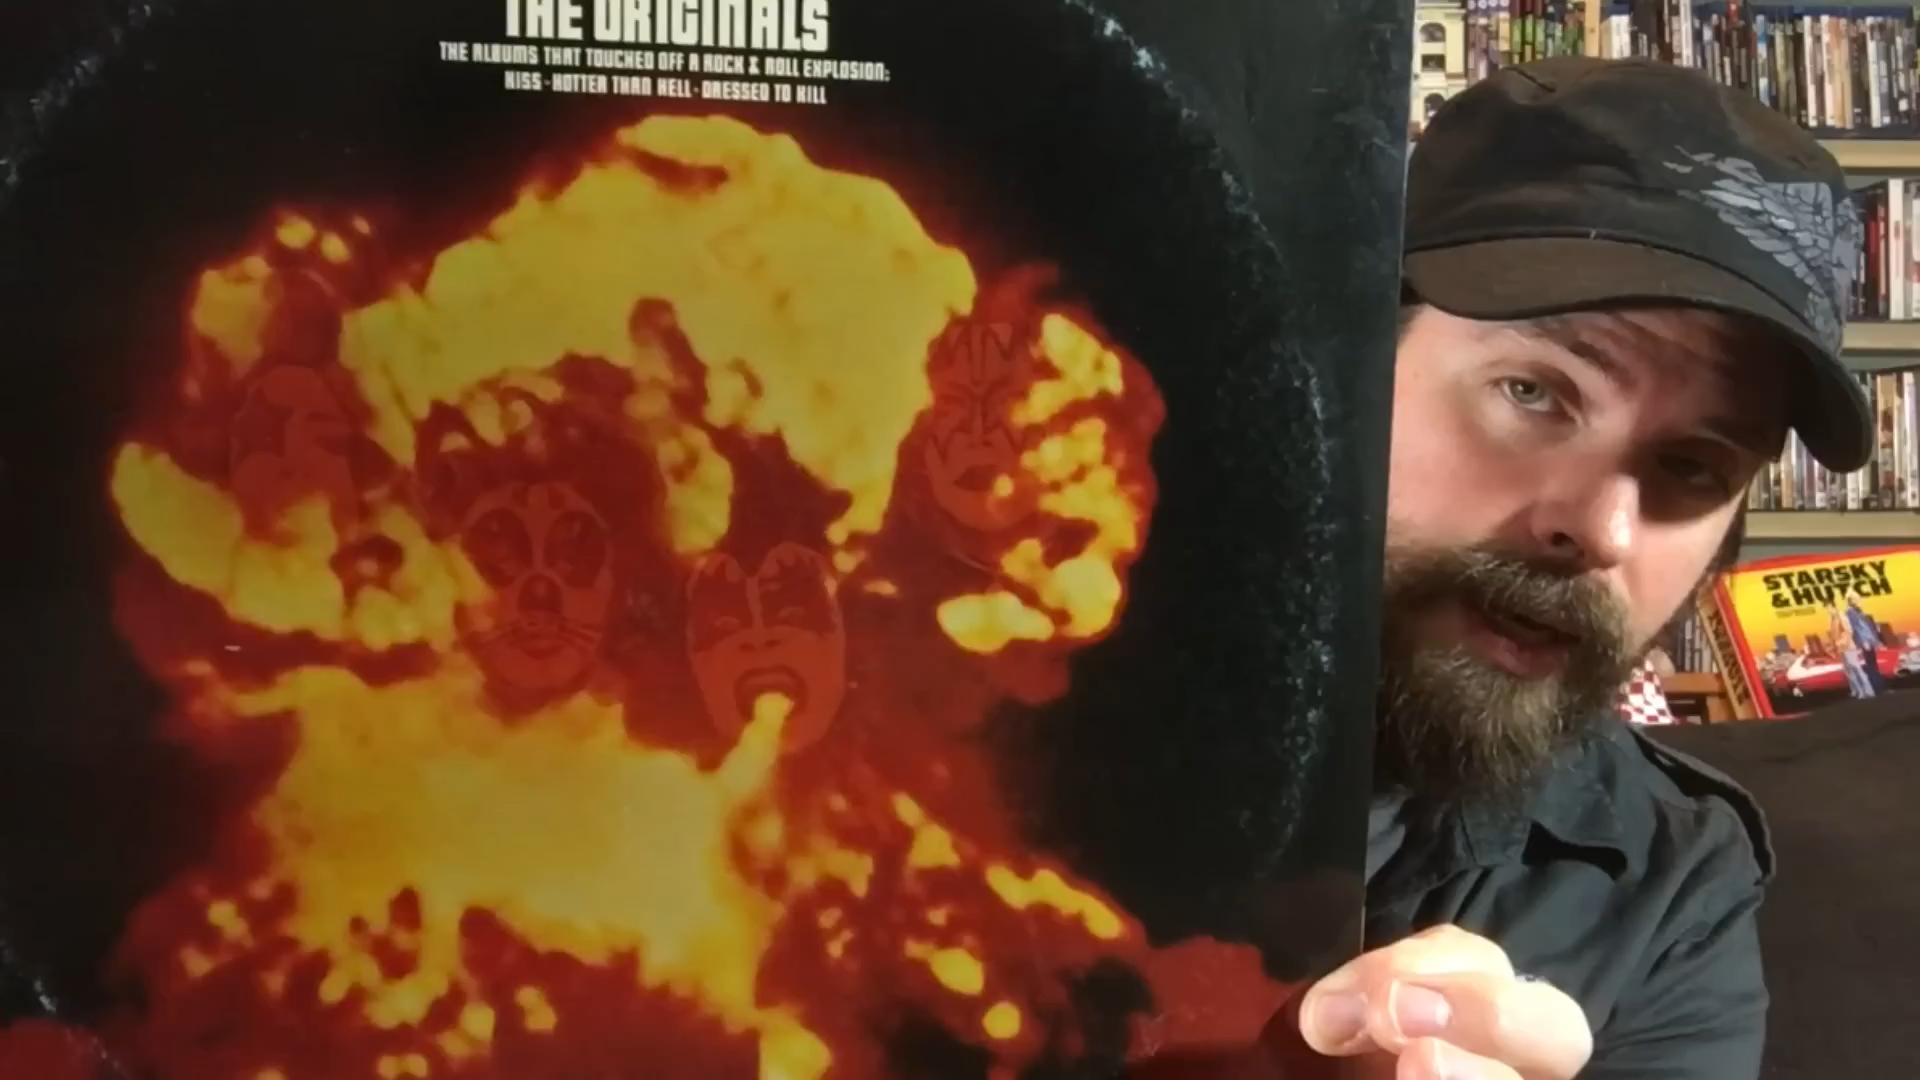 THE ORIGINALS
THE ALBUMS THAT TOUCHED OFF A ROCK & ROLL EXPLOSION:
KISS - HOTTER THAN HELL - DRESSED TO KILL
STARSKY
& HUTCH